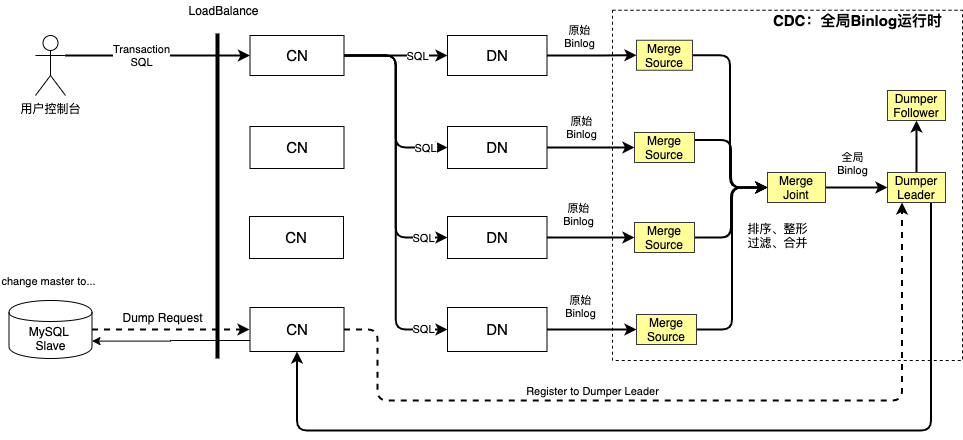 LoadBalance
CDC：全局Binlog运行时
Transaction
SQL
用户控制台
CN
SQL
DN
原始
Binlog
Merge
Source
Dumper
Follower
CN
SQL
DN
原始
Binlog
Merge
Source
Merge
Joint
全局
Binlog
Dumper
Leader
CN
SQL
DN
原始
Binlog
Merge
Source
排序、整形
过滤、合并
change master to...
MySQL
Slave
Dump Request
CN
SQL
DN
原始
Binlog
Merge
Source
Register to Dumper Leader